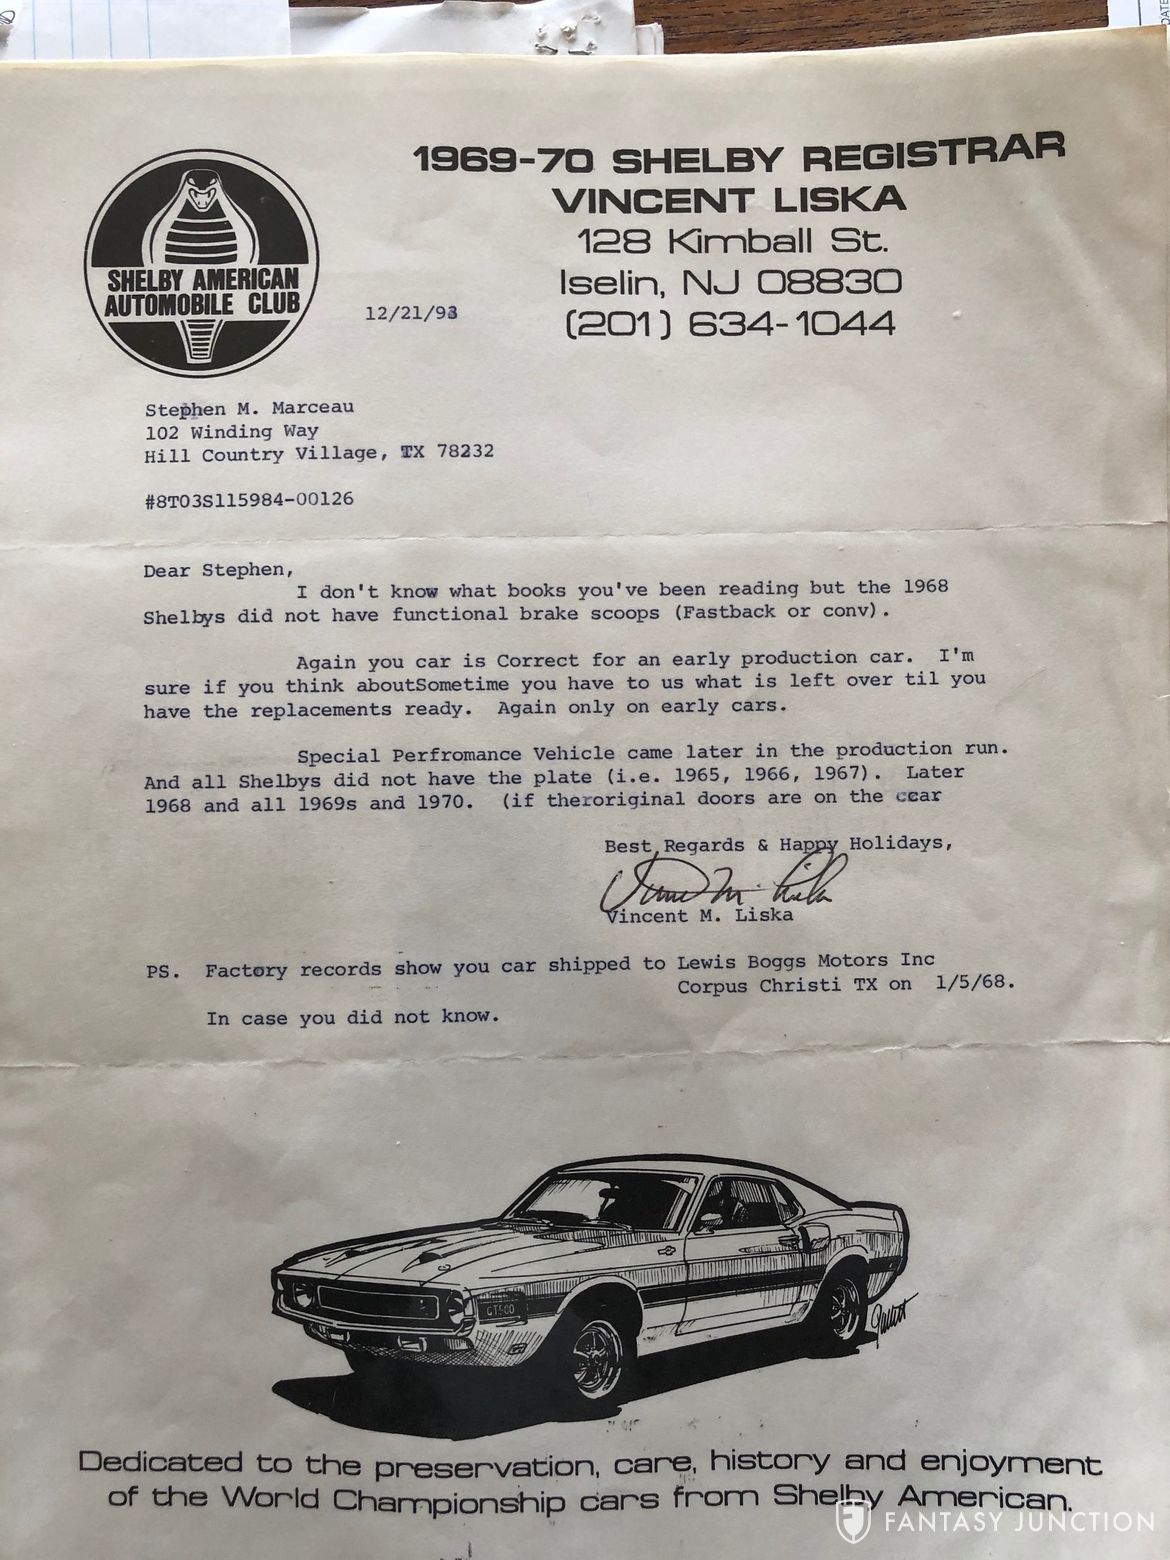 1969-70 SHELBY REGISTRAR
VINCENT LISKA
128 Kimball St.
Iselin, NJ 08830
(201) 634-1044
SHELBY AMERICAN
AUTOMOBILE CLUB
12/21/93
Stephen M. Marceau
102 Winding Way
Hill Country Village, TX 78232
#8T03S115984-00126
Dear Stephen,
I don't know what books you've been reading but the 1968
Shelbys did not have functional brake scoops (Fastback or conv).
Again you car is Correct for an early production car. I'm
sure if you think aboutSometime you have to us what is left over til you
have the replacements ready. Again only on early cars.
Special Perfromance Vehicle came later in the production run.
And all Shelbys did not have the plate (i.e. 1965, 1966, 1967). Later
1968 and all 1969s and 1970. (if theroriginal doors are on the ccar
Best Regards & Happy Holidays,
Vincent M. Liska
Vincent M. Liska
PS. Factory records show you car shipped to Lewis Boggs Motors Inc
Corpus Christi TX on 1/5/68.
In case you did not know.
GT500
Garrett
Dedicated to the preservation, care, history and enjoyment
of the World Championship cars from Shelby American.
FANTASY JUNCTION